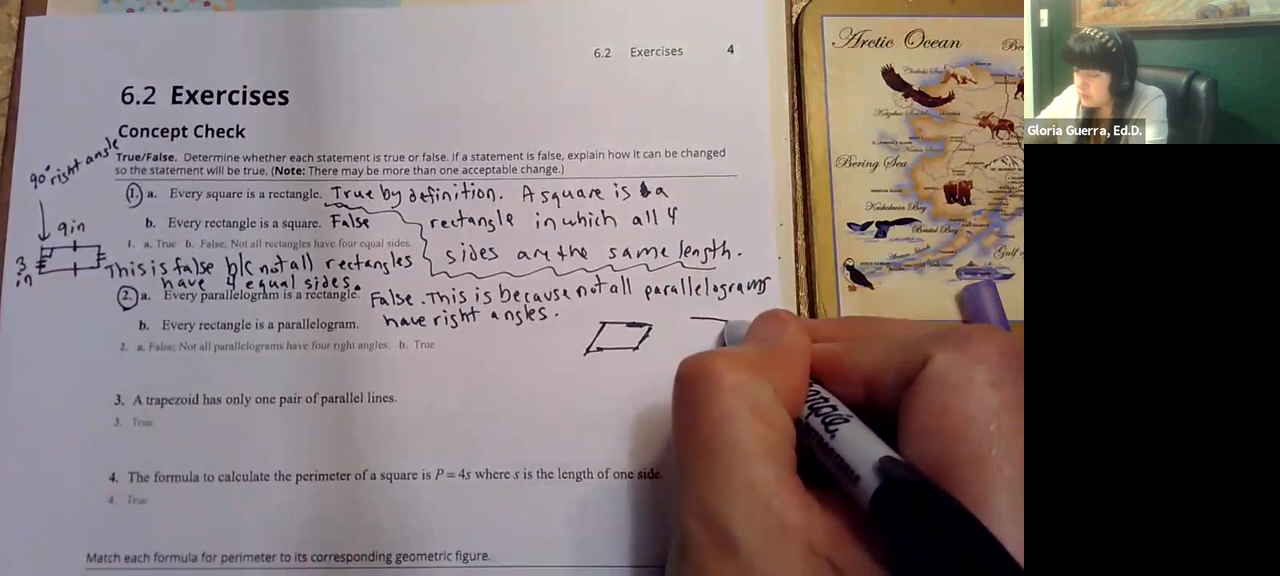 6.2 Exercises 4
6.2 Exercises
Concept Check
True/False. Determine whether each statement is true or false. If a statement is false, explain how it can be changed
so the statement will be true. (Note: There may be more than one acceptable change.)
90° right angle
9in
3
in
1. a. Every square is a rectangle. True by definition. A square is a
b. Every rectangle is a square. False rectangle in which all 4
1. a. True b. False; Not all rectangles have four equal sides. sides are the same length.
This is false b/c not all rectangles
have 4 equal sides.
2. a. Every parallelogram is a rectangle. False. This is because not all parallelograms
b. Every rectangle is a parallelogram. have right angles.
2. a. False; Not all parallelograms have four right angles. b. True
3. A trapezoid has only one pair of parallel lines.
3. True
4. The formula to calculate the perimeter of a square is P = 4s where s is the length of one side.
4. True
Match each formula for perimeter to its corresponding geometric figure.
Arctic Ocean
Chukchi Sea
Bering Sea
Bristol Bay
Gulf
Gloria Guerra, Ed.D.